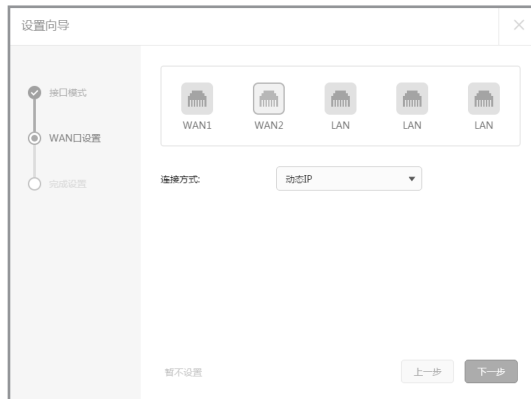 设置向导
接口模式
WAN口设置
完成设置
WAN1 WAN2 LAN LAN LAN
连接方式: 动态IP
暂不设置 上一步 下一步